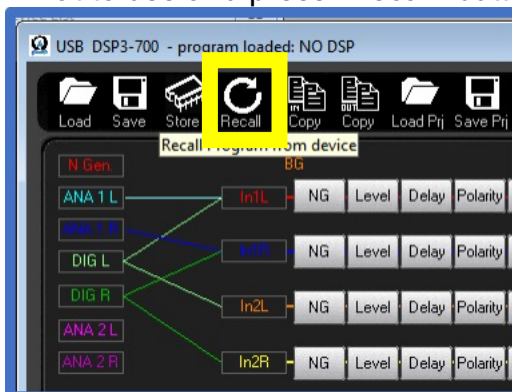 USB DSP3-700 - program loaded: NO DSP
Load Save Store Recall Copy Copy Load Prj Save Prj
IN OUT
Recall Program from device
N Gen. BG
ANA 1 L In1L NG Level Delay Polarity
ANA 1 R
In1R NG Level Delay Polarity
DIG L
DIG R In2L NG Level Delay Polarity
ANA 2 L
ANA 2 R In2R NG Level Delay Polarity